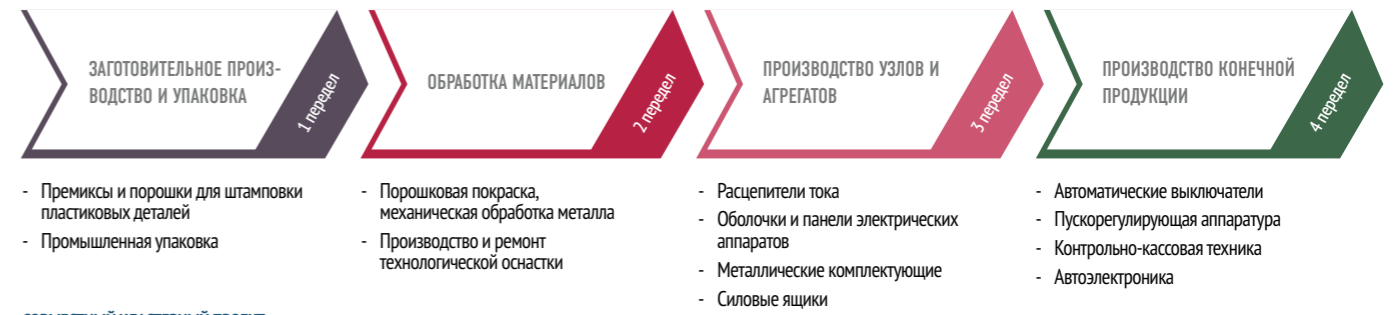 ЗАГОТОВИТЕЛЬНОЕ ПРОИЗ-
ВОДСТВО И УПАКОВКА
1 передел
- Премиксы и порошки для штамповки
пластиковых деталей
- Промышленная упаковка
ОБРАБОТКА МАТЕРИАЛОВ
2 передел
- Порошковая покраска,
механическая обработка металла
- Производство и ремонт
технологической оснастки
ПРОИЗВОДСТВО УЗЛОВ И
АГРЕГАТОВ
3 передел
- Расцепители тока
- Оболочки и панели электрических
аппаратов
- Металлические комплектующие
- Силовые ящики
ПРОИЗВОДСТВО КОНЕЧНОЙ
ПРОДУКЦИИ
4 передел
- Автоматические выключатели
- Пускорегулирующая аппаратура
- Контрольно-кассовая техника
- Автоэлектроника